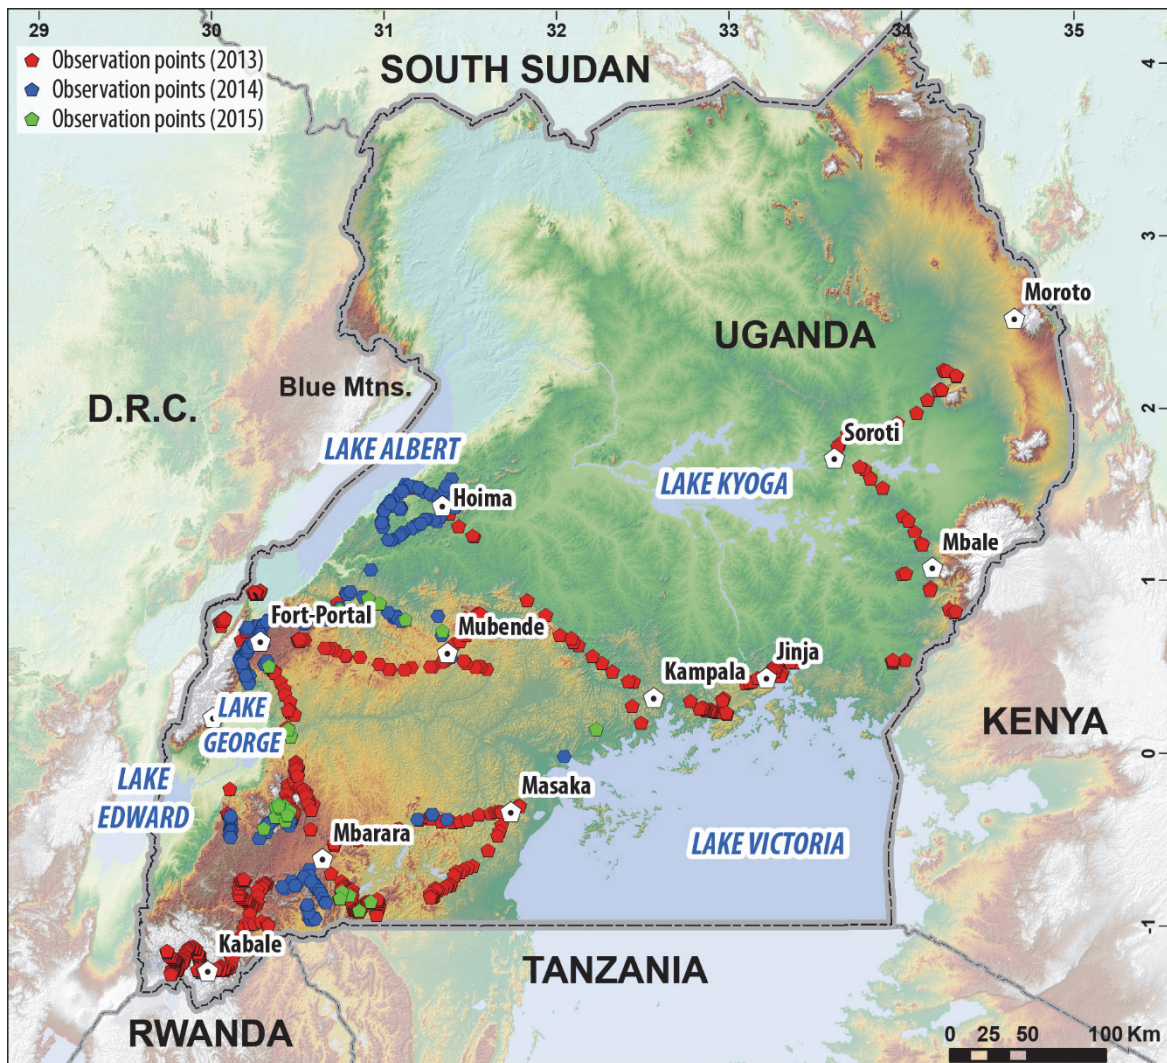 29 30 31 32 33 34 35
Observation points (2013)
Observation points (2014)
Observation points (2015)
SOUTH SUDAN
4
3
Moroto
UGANDA
Blue Mtns.
D.R.C.
2
LAKE ALBERT
Soroti
LAKE KYOGA
Hoima
Mbale
1
Fort-Portal
Mubende
Kampala
Jinja
LAKE
GEORGE
KENYA
0
LAKE
EDWARD
Masaka
Mbarara
LAKE VICTORIA
-1
Kabale
TANZANIA
RWANDA
0 25 50 100 Km